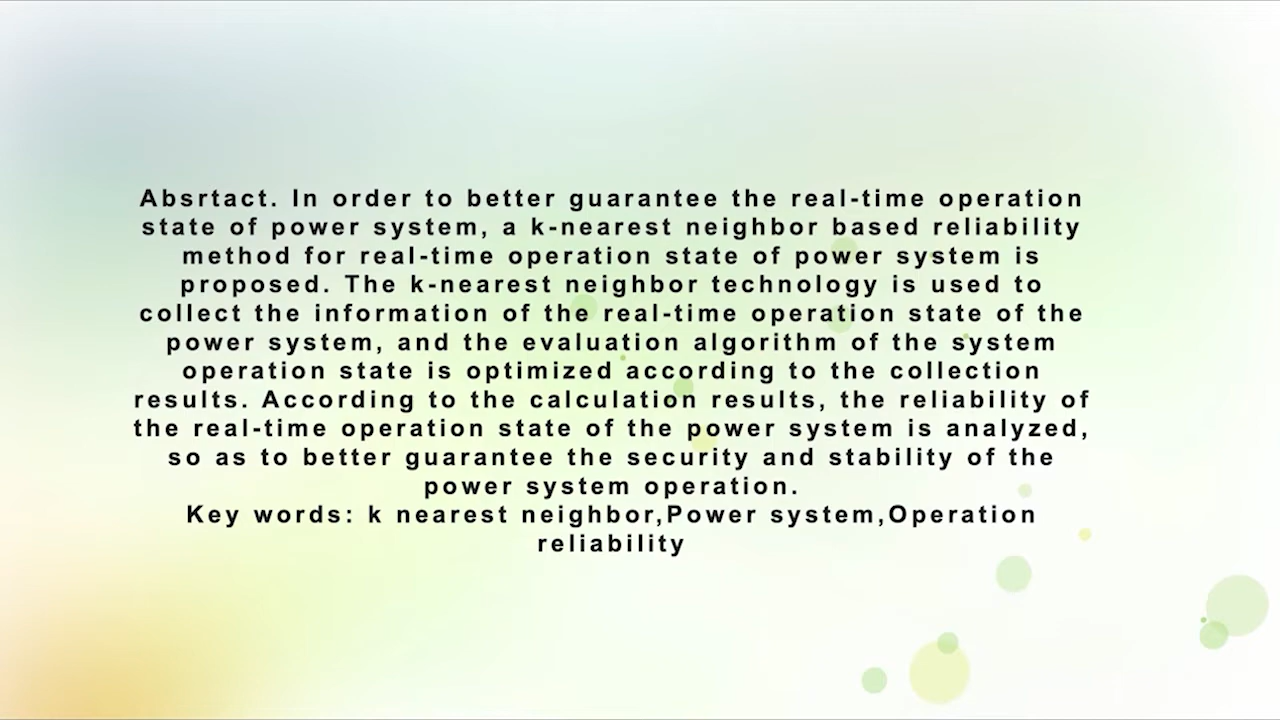 Absrtact. In order to better guarantee the real-time operation
state of power system, a k-nearest neighbor based reliability
method for real-time operation state of power system is
proposed. The k-nearest neighbor technology is used to
collect the information of the real-time operation state of the
power system, and the evaluation algorithm of the system
operation state is optimized according to the collection
results. According to the calculation results, the reliability of
the real-time operation state of the power system is analyzed,
so as to better guarantee the security and stability of the
power system operation.
Key words: k nearest neighbor,Power system,Operation
reliability